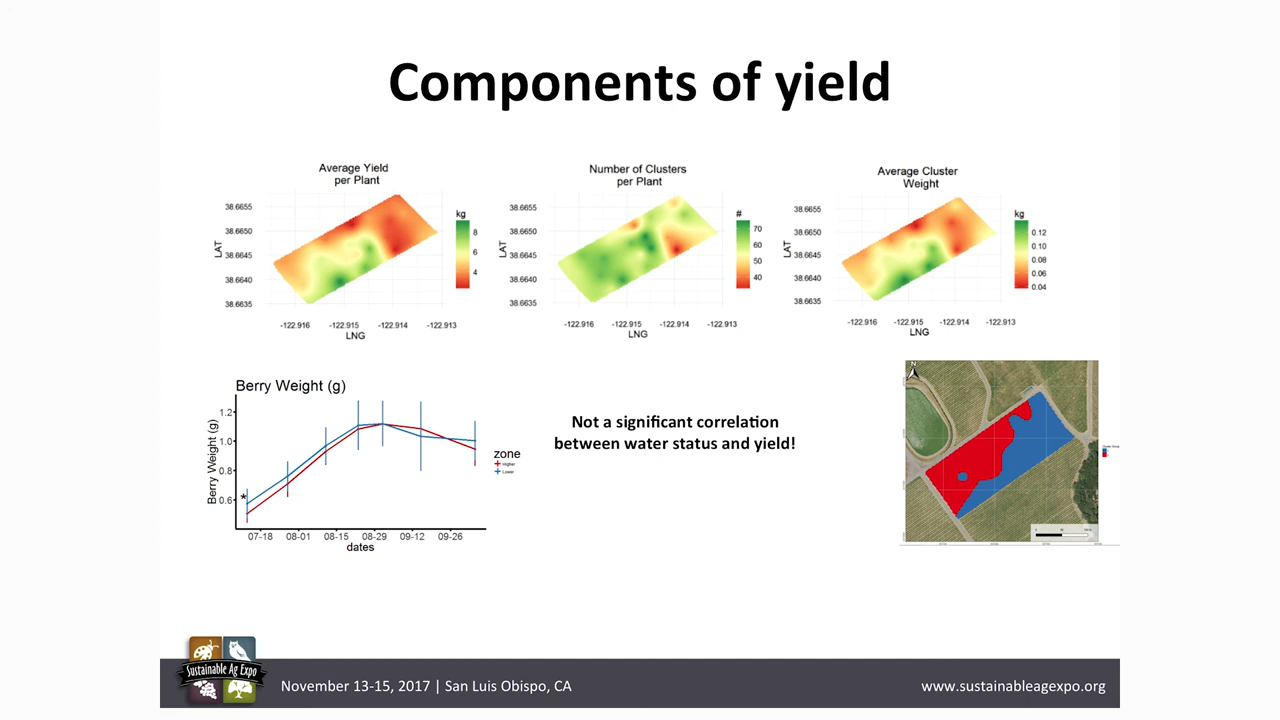 Components of yield
Average Yield
per Plant
38.6655
38.6650
38.6645
38.6640
38.6635
LAT
-122.916
-122.915
-122.914
-122.913
LNG
kg
8
6
4
Number of Clusters
per Plant
38.6655
38.6650
38.6645
38.6640
38.6635
LAT
-122.916
-122.915
-122.914
-122.913
LNG
#
70
60
50
40
Average Cluster
Weight
38.6655
38.6650
38.6645
38.6640
38.6635
LAT
-122.916
-122.915
-122.914
-122.913
LNG
kg
0.12
0.10
0.08
0.06
0.04
Berry Weight (g)
Berry Weight (g)
1.2
1.0
0.8
0.6
*
07-18
08-01
08-15
08-29
09-12
09-26
dates
zone
Higher
Lower
Not a significant correlation
between water status and yield!
N
Sustainable Ag Expo
November 13-15, 2017 | San Luis Obispo, CA
www.sustainableagexpo.org